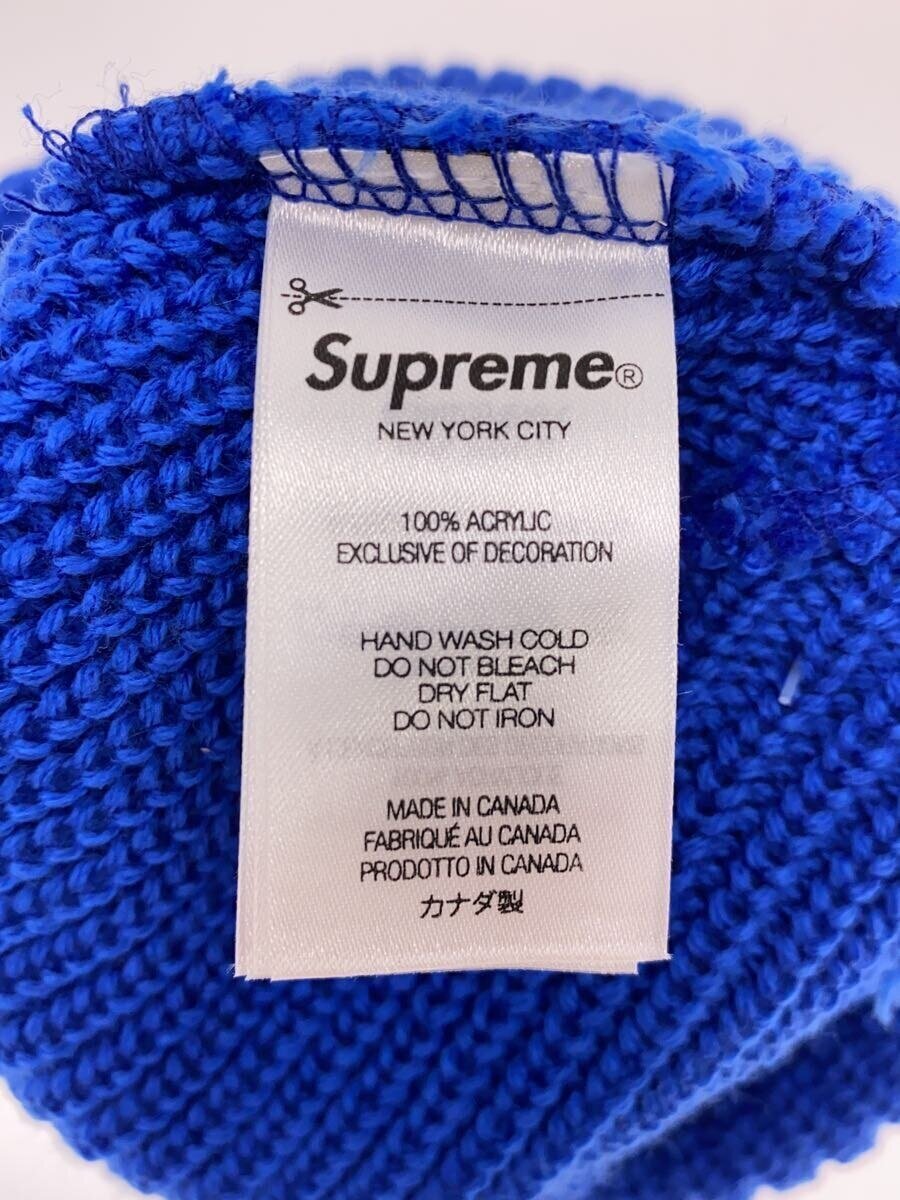 Supreme®
NEW YORK CITY
100% ACRYLIC
EXCLUSIVE OF DECORATION
HAND WASH COLD
DO NOT BLEACH
DRY FLAT
DO NOT IRON
MADE IN CANADA
FABRIQUÉ AU CANADA
PRODOTTO IN CANADA
カナダ製